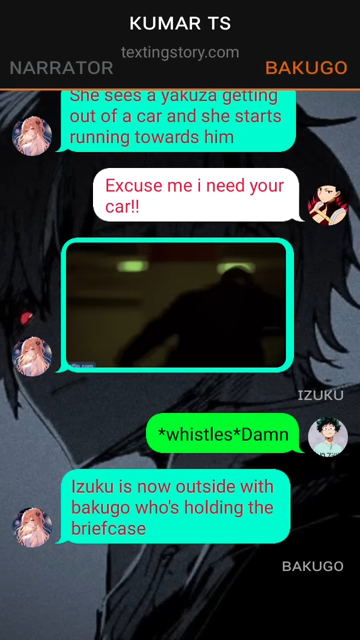 KUMAR TS
textingstory.com
NARRATOR
BAKUGO
She sees a yakuza getting
out of a car and she starts
running towards him
Excuse me i need your
car!!
IZUKU
*whistles*Damn
Izuku is now outside with
bakugo who's holding the
briefcase
BAKUGO